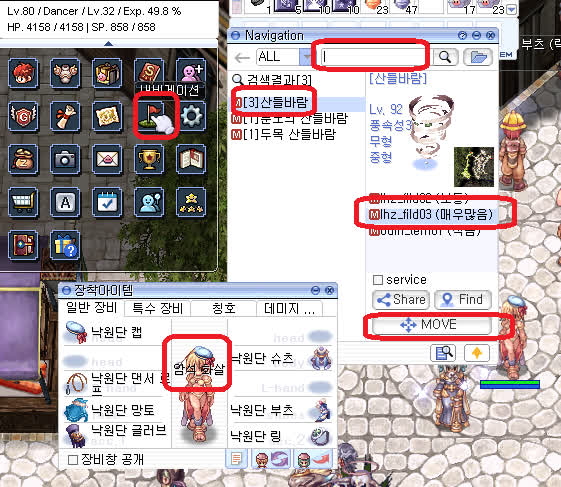 Lv.80 / Dancer / Lv.32 / Exp. 49.8 %
HP. 4158 / 4158 | SP. 858 / 858
내비게이션
Navigation
ALL
검색결과[3]
[3]산들바람
[1]분노의 산들바람
[1]두목 산들바람
[산들바람]
Lv. 92
풍속성3
무형
중형
lhz_fild02 (보통)
lhz_fild03 (매우많음)
odin_tem01 (적음)
service
Share
Find
MOVE
10
5
5
10
47
23
23
EM
부츠 (락
장착아이템
일반 장비
특수 장비
칭호
데미지 ...
낙원단 캡
head
암석 화살
낙원단 슈츠
낙원단 댄서 로
프
L-hand
낙원단 망토
낙원단 부츠
낙원단 글러브
acc.1
낙원단 링
acc.2
장비창 공개